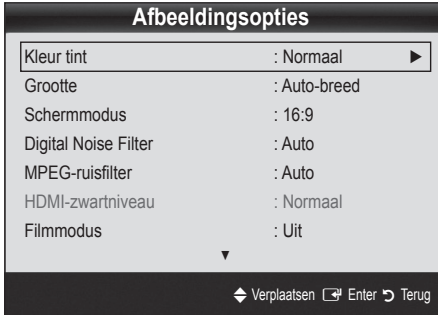 Afbeeldingsopties
Kleur tint : Normaal ►
Grootte : Auto-breed
Schermmodus : 16:9
Digital Noise Filter : Auto
MPEG-ruisfilter : Auto
HDMI-zwartniveau : Normaal
Filmmodus : Uit
▼
Verplaatsen Enter Terug